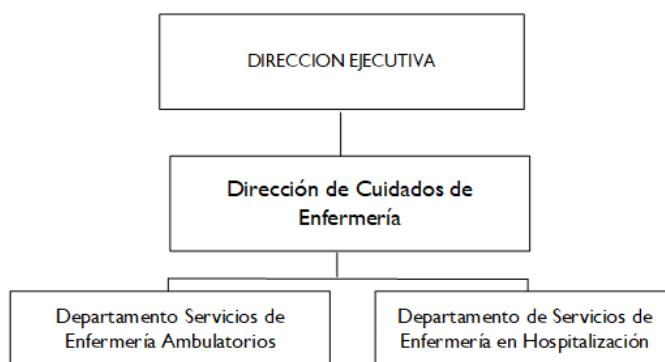 DIRECCION EJECUTIVA
Dirección de Cuidados de
Enfermería
Departamento Servicios de
Enfermería Ambulatorios
Departamento de Servicios de
Enfermería en Hospitalización